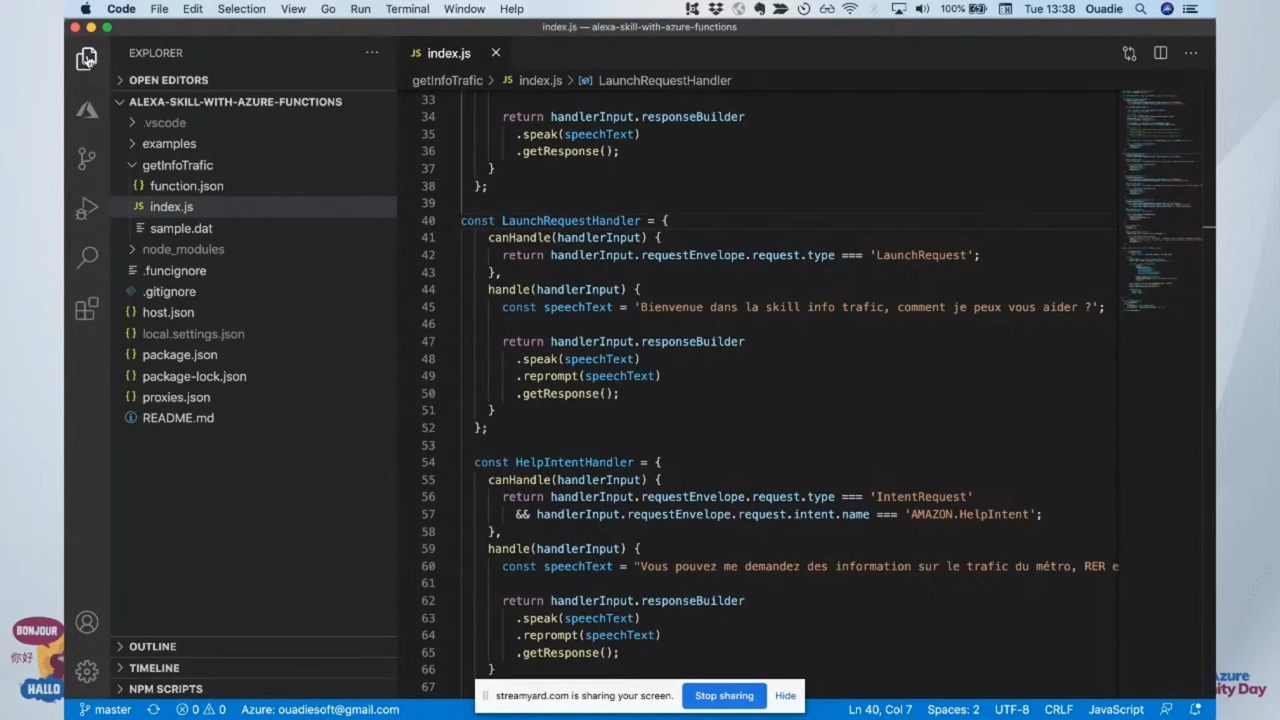 Code File Edit Selection View Go Run Terminal Window Help 100% Tue 13:38 Ouadie
index.js — alexa-skill-with-azure-functions
EXPLORER ...
JS index.js ×
OPEN EDITORS
getInfoTrafic > JS index.js > LaunchRequestHandler
ALEXA-SKILL-WITH-AZURE-FUNCTIONS
.vscode
examples
getInfoTrafic
{} function.json
JS index.js
sample.dat
node_modules
.funcignore
.gitignore
{} host.json
{} local.settings.json
{} package.json
{} package-lock.json
{} proxies.json
README.md
OUTLINE
TIMELINE
NPM SCRIPTS
33
34 return handlerInput.responseBuilder
35 .speak(speechText)
36 .getResponse();
37 }
38 };
39
40 const LaunchRequestHandler = {
41 canHandle(handlerInput) {
42 return handlerInput.requestEnvelope.request.type === 'LaunchRequest';
43 },
44 handle(handlerInput) {
45 const speechText = 'Bienvenue dans la skill info trafic, comment je peux vous aider ?';
46
47 return handlerInput.responseBuilder
48 .speak(speechText)
49 .reprompt(speechText)
50 .getResponse();
51 }
52 };
53
54 const HelpIntentHandler = {
55 canHandle(handlerInput) {
56 return handlerInput.requestEnvelope.request.type === 'IntentRequest'
57 && handlerInput.requestEnvelope.request.intent.name === 'AMAZON.HelpIntent';
58 },
59 handle(handlerInput) {
60 const speechText = "Vous pouvez me demandez des information sur le trafic du métro, RER e
61
62 return handlerInput.responseBuilder
63 .speak(speechText)
64 .reprompt(speechText)
65 .getResponse();
66 }
67
streamyard.com is sharing your screen. Stop sharing Hide
master 0 0 Azure: ouadiesoft@gmail.com Ln 40, Col 7 Spaces: 2 UTF-8 CRLF JavaScript
BONJOUR
你好
HALLO
zure
nity Day